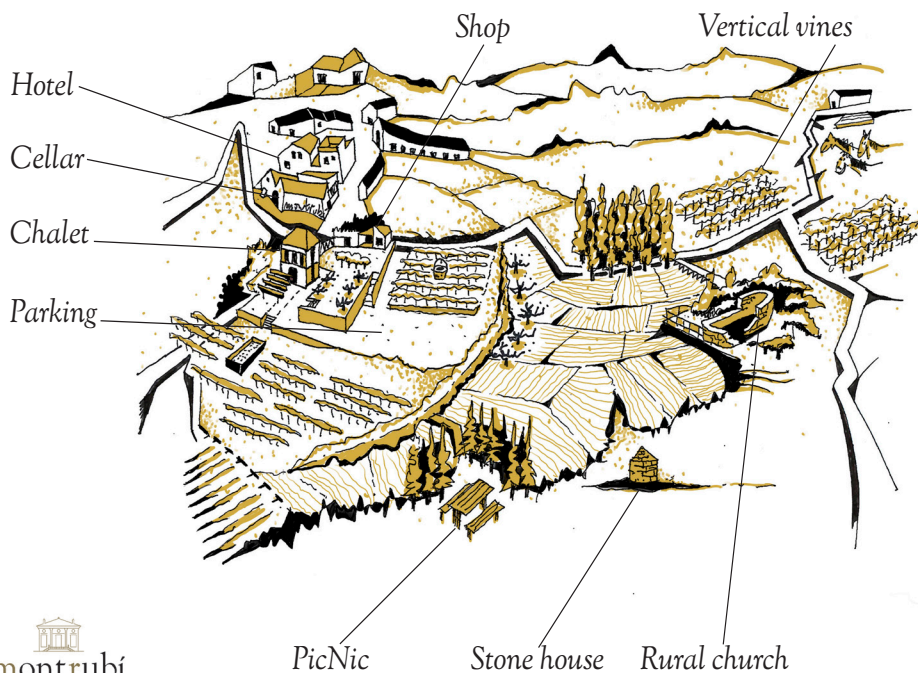 Shop
Vertical vines
Hotel
Cellar
Chalet
Parking
PicNic
Stone house
Rural church
montrubí